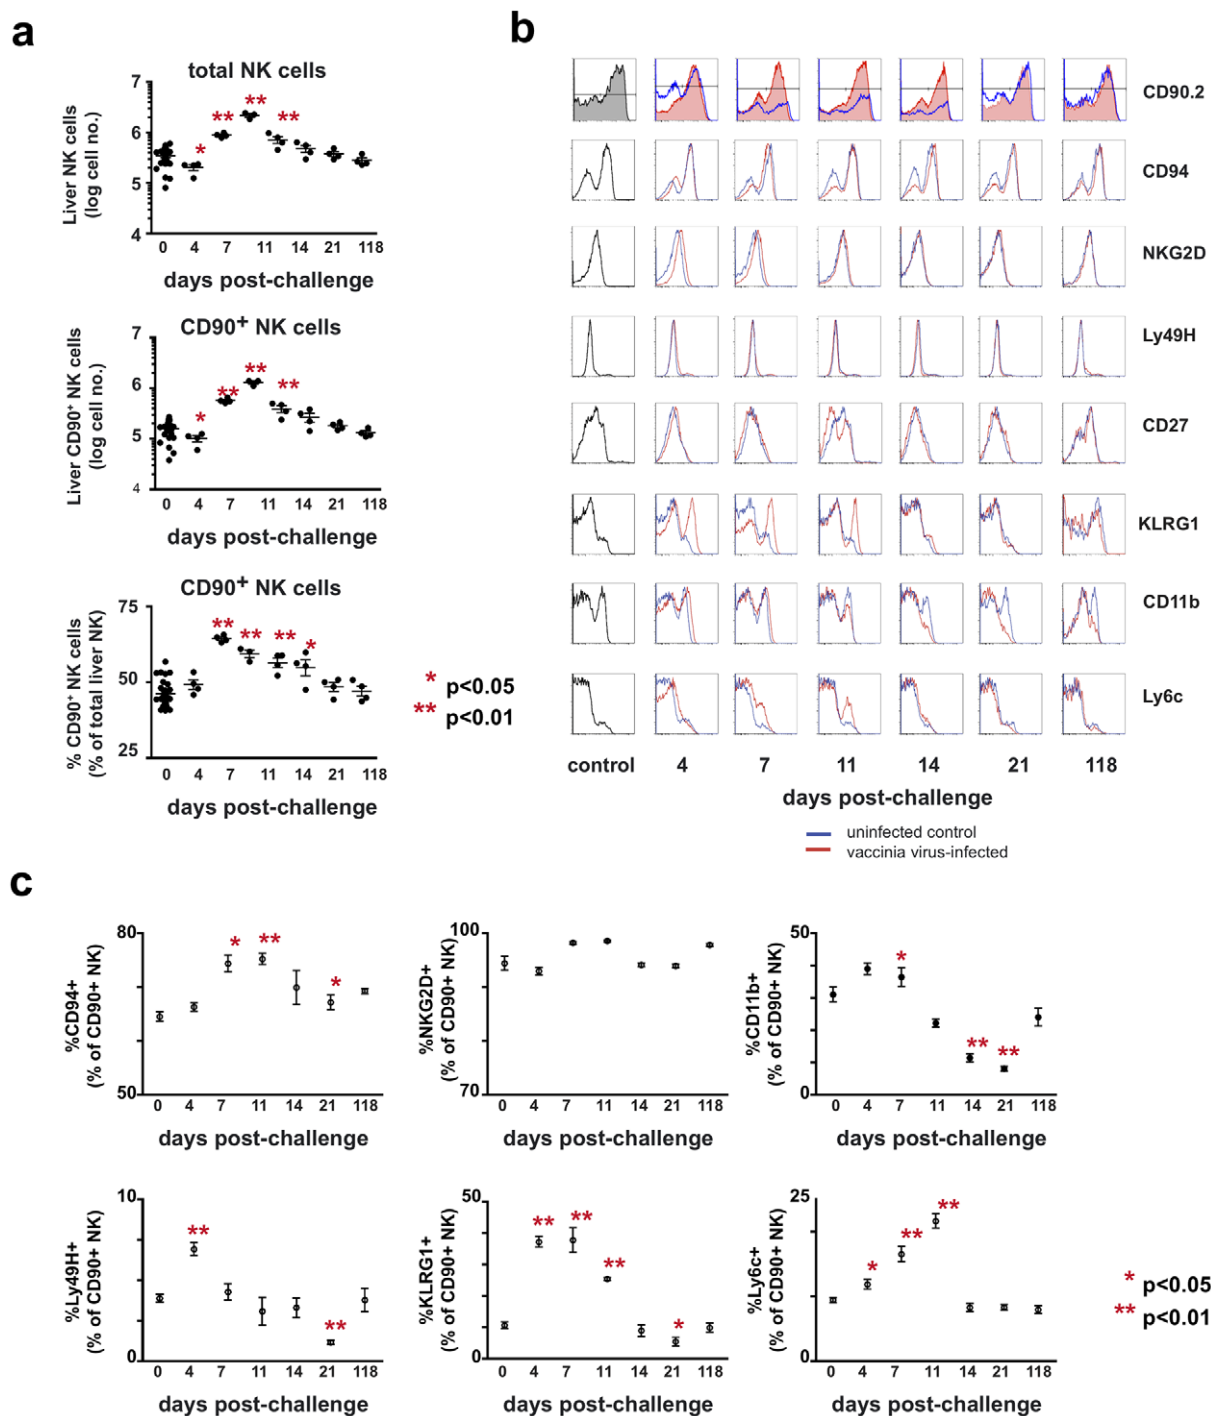 a
total NK cells
7
6
5
4
Liver NK cells
(log cell no.)
** ** ** *
0 4 7 11 14 21 118
days post-challenge
CD90+ NK cells
7
6
5
4
Liver CD90+ NK cells
(log cell no.)
* ** ** **
0 4 7 11 14 21 118
days post-challenge
CD90+ NK cells
75
50
25
% CD90+ NK cells
(% of total liver NK)
** ** ** *
0 4 7 11 14 21 118
days post-challenge
* p<0.05
** p<0.01
b
CD90.2
CD94
NKG2D
Ly49H
CD27
KLRG1
CD11b
Ly6c
control 4 7 11 14 21 118
days post-challenge
uninfected control
vaccinia virus-infected
c
80
50
%CD94+
(% of CD90+ NK)
* ** *
0 4 7 11 14 21 118
days post-challenge
100
70
%NKG2D+
(% of CD90+ NK)
0 4 7 11 14 21 118
days post-challenge
50
0
%CD11b+
(% of CD90+ NK)
* ** **
0 4 7 11 14 21 118
days post-challenge
10
0
%Ly49H+
(% of CD90+ NK)
** **
0 4 7 11 14 21 118
days post-challenge
50
0
%KLRG1+
(% of CD90+ NK)
** ** ** *
0 4 7 11 14 21 118
days post-challenge
25
0
%Ly6c+
(% of CD90+ NK)
* ** **
0 4 7 11 14 21 118
days post-challenge
* p<0.05
** p<0.01